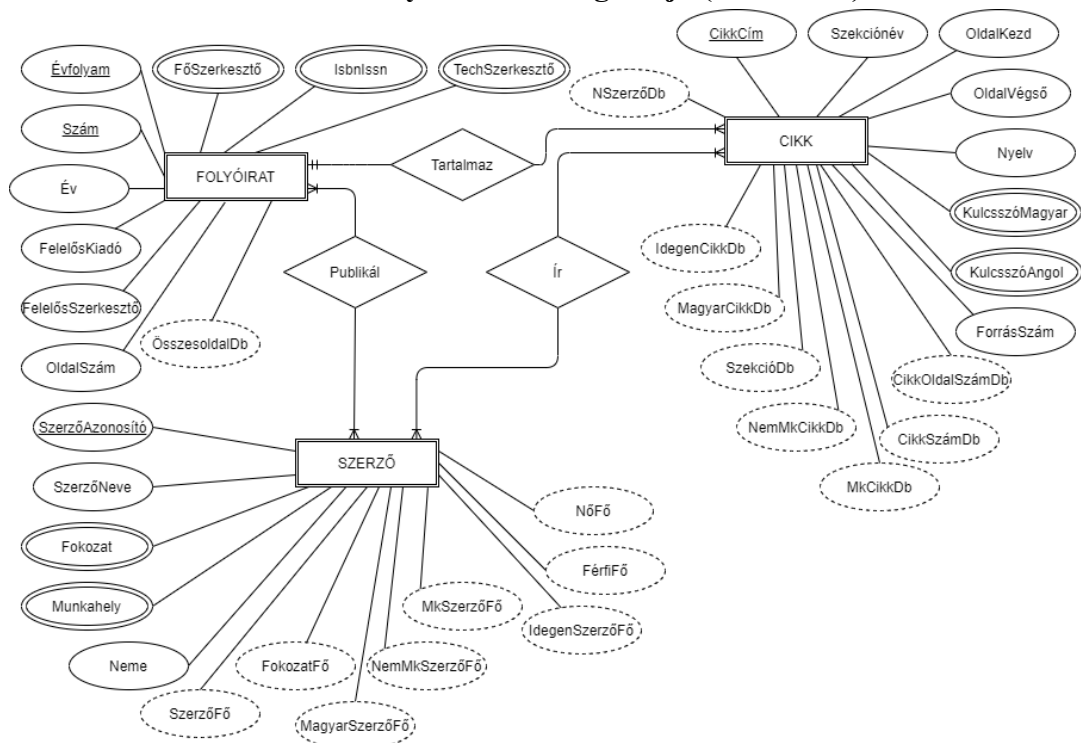 Évfolyam
FőSzerkesztő
IsbnIssn
TechSzerkesztő
Szám
Év
FOLYÓIRAT
FelelősKiadó
FelelősSzerkesztő
OldalSzám
ÖsszesoldalDb
Tartalmaz
Publikál
Ír
CikkCím
Szekciónév
OldalKezd
NSzerzőDb
OldalVégső
CIKK
Nyelv
KulcsszóMagyar
KulcsszóAngol
ForrásSzám
IdegenCikkDb
MagyarCikkDb
SzekcióDb
NemMkCikkDb
MkCikkDb
CikkSzámDb
CikkOldalSzámDb
SzerzőAzonosító
SZERZŐ
SzerzőNeve
Fokozat
Munkahely
Neme
SzerzőFő
FokozatFő
MagyarSzerzőFő
NemMkSzerzőFő
MkSzerzőFő
IdegenSzerzőFő
FérfiFő
NőFő